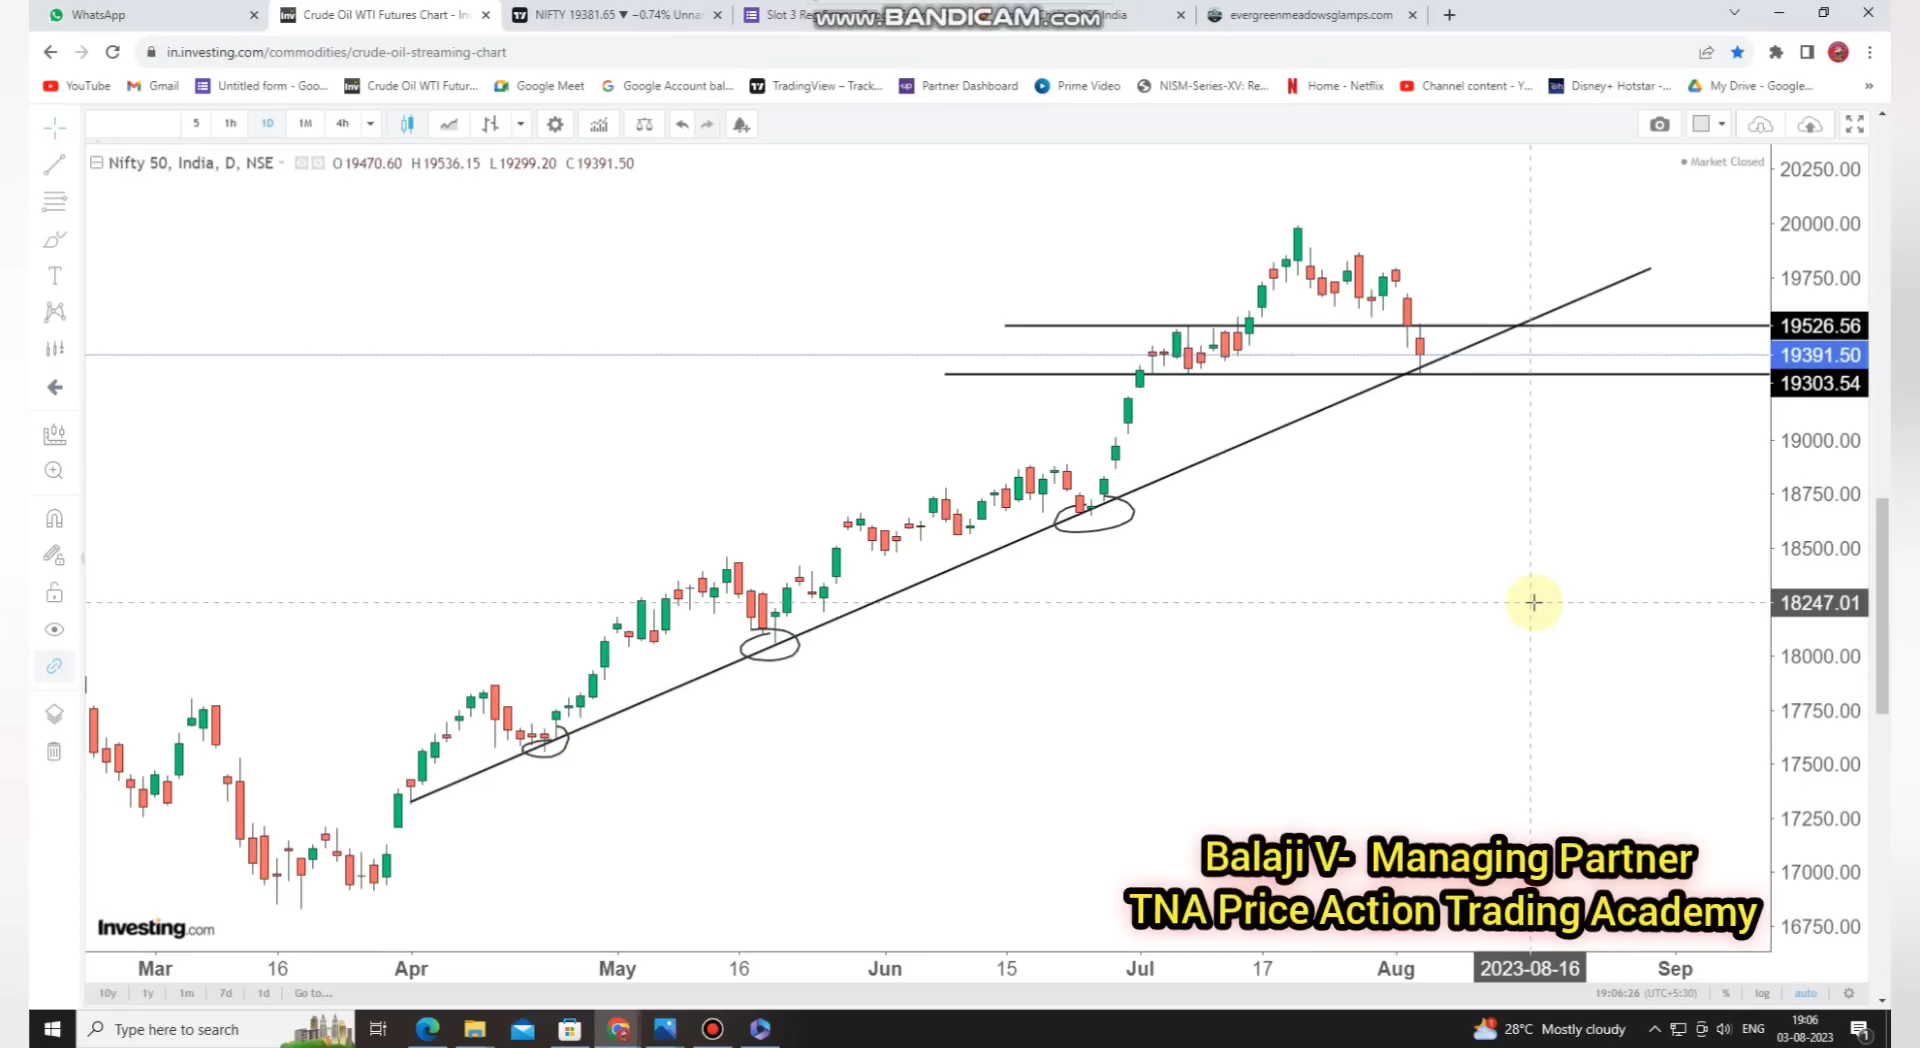 WhatsApp
Crude Oil WTI Futures Chart - In
NIFTY 19381.65 ▼ −0.74% Unna
Slot 3 Re
India
evergreenmeadowsglamps.com
www.BANDICAM.com
in.investing.com/commodities/crude-oil-streaming-chart
YouTube
Gmail
Untitled form - Goo...
Crude Oil WTI Futur...
Google Meet
Google Account bal...
TradingView – Track...
Partner Dashboard
Prime Video
NISM-Series-XV: Re...
Home - Netflix
Channel content - Y...
Disney+ Hotstar -...
My Drive - Google...
5 1h 1D 1M 4h
Nifty 50, India, D, NSE O19470.60 H19536.15 L19299.20 C19391.50
Market Closed
20250.00
20000.00
19750.00
19526.56
19391.50
19303.54
19000.00
18750.00
18500.00
18247.01
18000.00
17750.00
17500.00
17250.00
17000.00
16750.00
Balaji V- Managing Partner
TNA Price Action Trading Academy
Investing.com
Mar 16 Apr May 16 Jun 15 Jul 17 Aug 2023-08-16 Sep
10y 1y 1m 7d 1d Go to...
19:06:26 (UTC+5:30) % log auto
Type here to search
28°C Mostly cloudy
ENG
19:06
03-08-2023
1